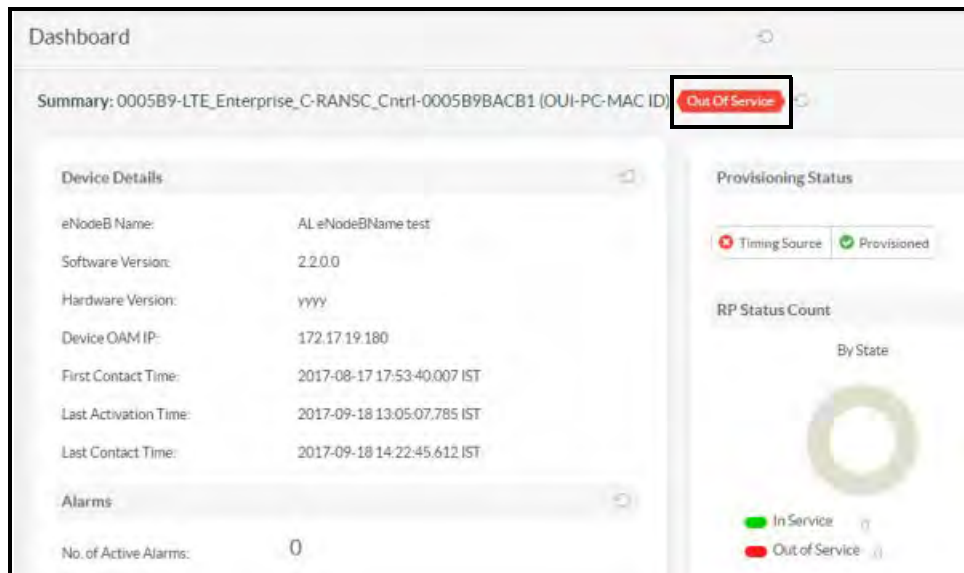 Dashboard
Summary: 0005B9-LTE_Enterprise_C-RANSC_Cntrl-0005B9BACB1 (OUI-PC-MAC ID) Out Of Service
Device Details
eNodeB Name: AL eNodeBName test
Software Version: 2.2.0.0
Hardware Version: yyyy
Device OAM IP: 172.17.19.180
First Contact Time: 2017-08-17 17:53:40.007 IST
Last Activation Time: 2017-09-18 13:05:07.785 IST
Last Contact Time: 2017-09-18 14:22:45.612 IST
Alarms
No. of Active Alarms: 0
Provisioning Status
Timing Source Provisioned
RP Status Count
By State
In Service 0
Out of Service 0